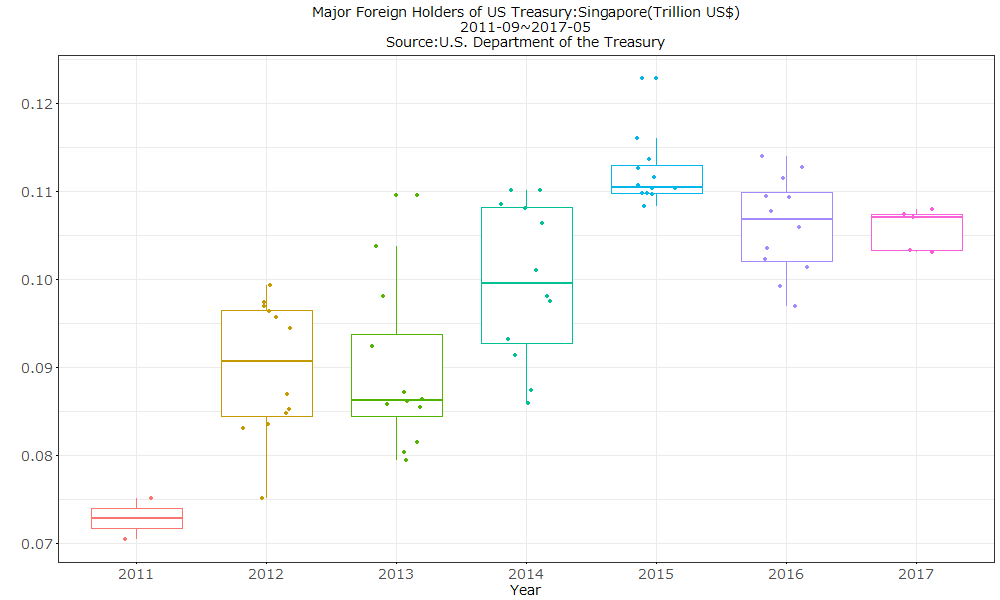 Major Foreign Holders of US Treasury:Singapore(Trillion US$)
2011-09~2017-05
Source:U.S. Department of the Treasury
0.12
0.11
0.10
0.09
0.08
0.07
2011 2012 2013 2014 2015 2016 2017
Year